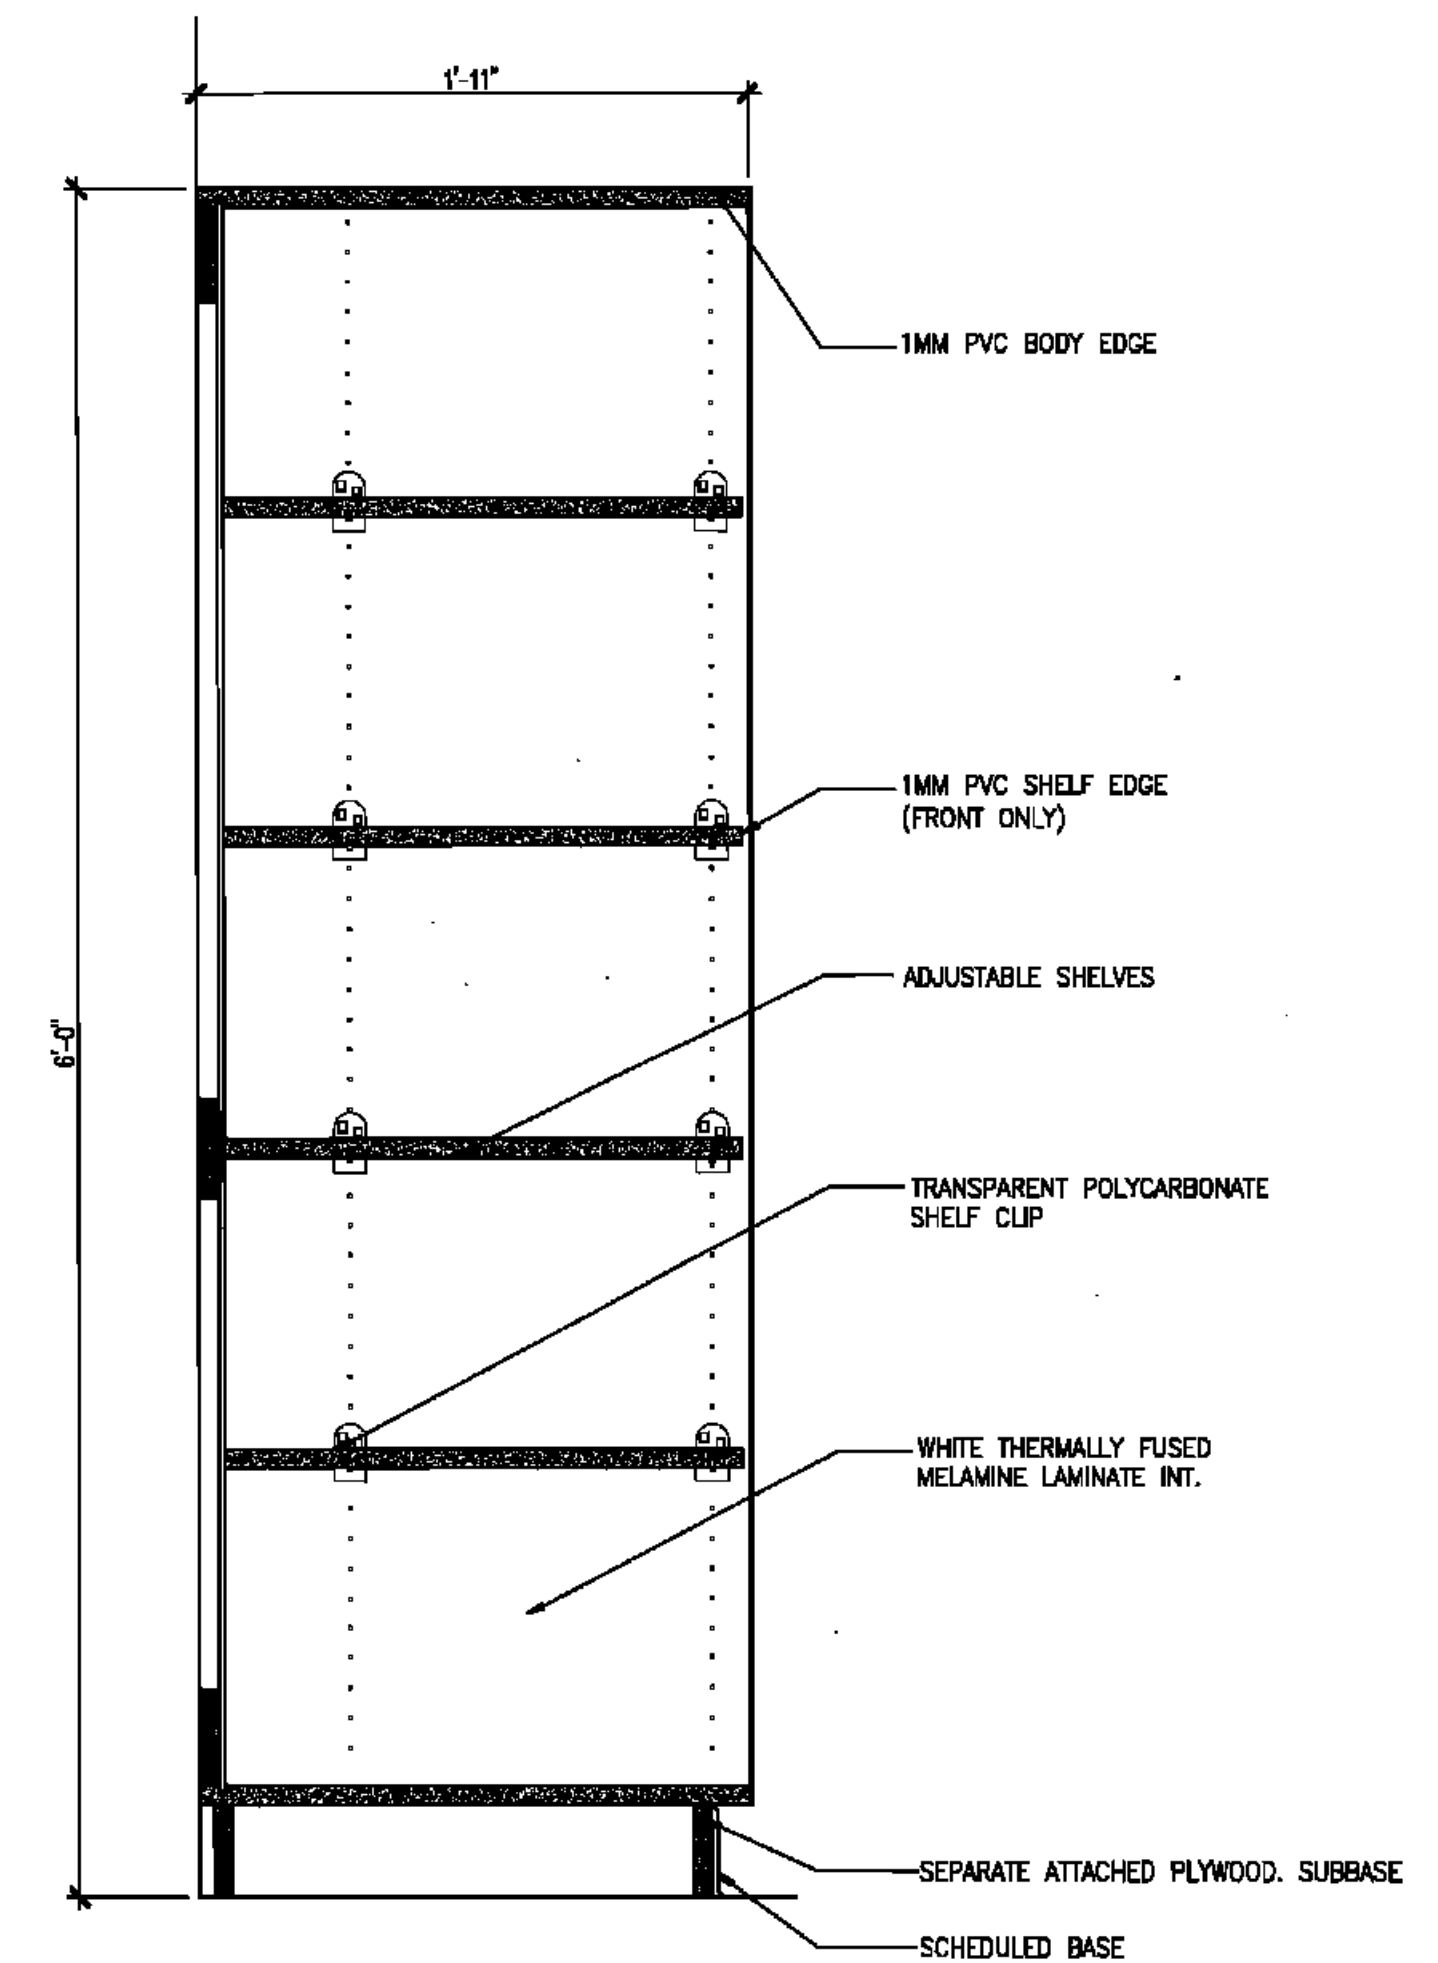 1'-11"
1MM PVC BODY EDGE
1MM PVC SHELF EDGE
(FRONT ONLY)
ADJUSTABLE SHELVES
6'-0"
TRANSPARENT POLYCARBONATE
SHELF CLIP
WHITE THERMALLY FUSED
MELAMINE LAMINATE INT.
SEPARATE ATTACHED PLYWOOD. SUBBASE
SCHEDULED BASE